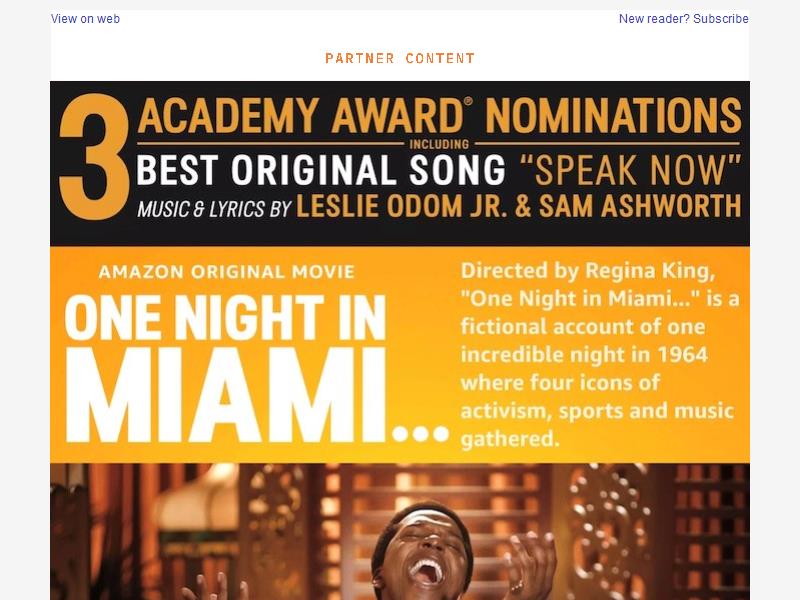 View on web
New reader? Subscribe
PARTNER CONTENT
3 ACADEMY AWARD® NOMINATIONS
INCLUDING
BEST ORIGINAL SONG “SPEAK NOW”
MUSIC & LYRICS BY LESLIE ODOM JR. & SAM ASHWORTH
AMAZON ORIGINAL MOVIE
ONE NIGHT IN
MIAMI...
Directed by Regina King,
"One Night in Miami..." is a
fictional account of one
incredible night in 1964
where four icons of
activism, sports and music
gathered.